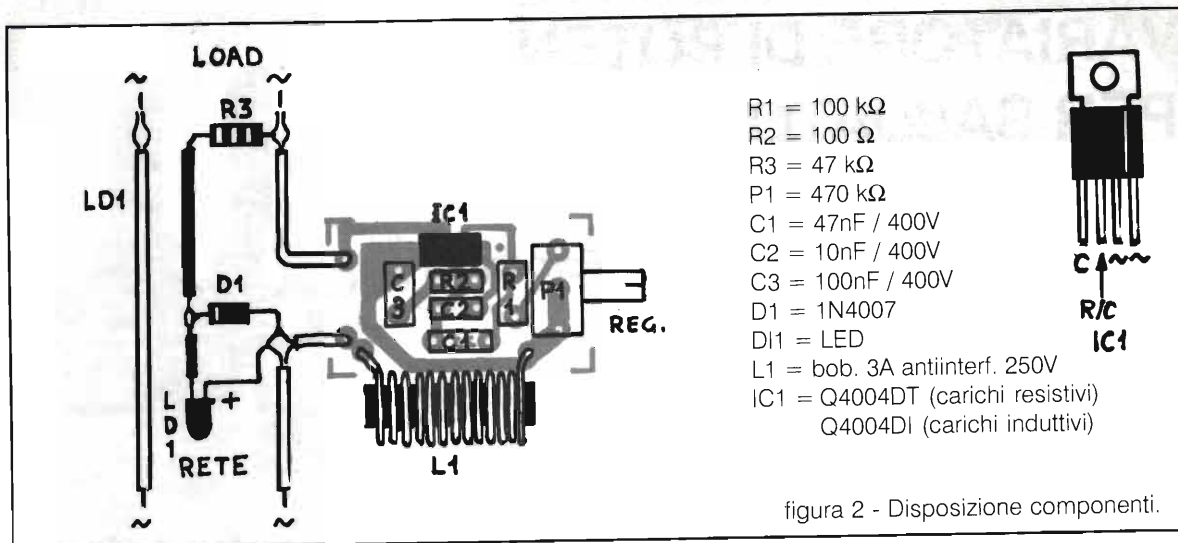 ~ LOAD ~
R3
LD1
IC1
D1
C3
R2
R1
P1
C2
C1
REG.
LD1 +
RETE
L1
~ ~
R1 = 100 kΩ
R2 = 100 Ω
R3 = 47 kΩ
P1 = 470 kΩ
C1 = 47nF / 400V
C2 = 10nF / 400V
C3 = 100nF / 400V
D1 = 1N4007
DI1 = LED
L1 = bob. 3A antiinterf. 250V
IC1 = Q4004DT (carichi resistivi)
Q4004DI (carichi induttivi)
C ~~
R/C
IC1
figura 2 - Disposizione componenti.